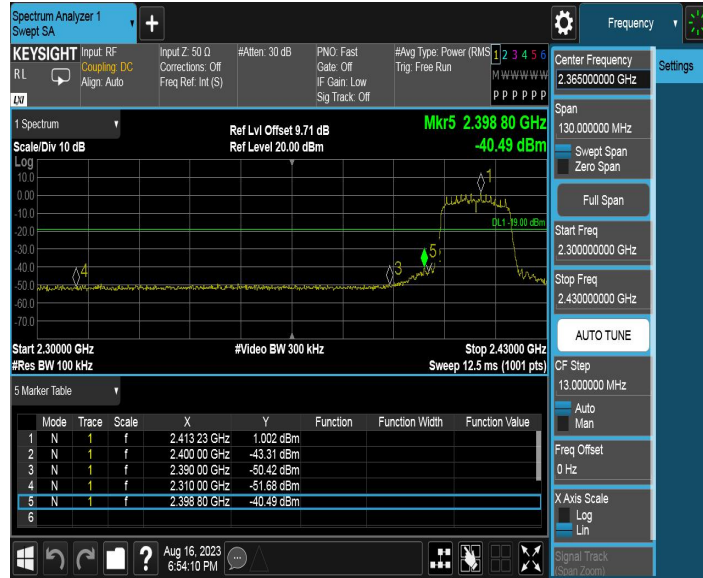 Spectrum Analyzer 1
Swept SA
+
Frequency
KEYSIGHT
R L
LXI
Input: RF
Coupling: DC
Align: Auto
Input Z: 50 Ω
Corrections: Off
Freq Ref: Int (S)
#Atten: 30 dB
PNO: Fast
Gate: Off
IF Gain: Low
Sig Track: Off
#Avg Type: Power (RMS
Trig: Free Run
1 2 3 4 5 6
M W W W W W
P P P P P P
Center Frequency
2.365000000 GHz
Settings
Span
130.000000 MHz
Swept Span
Zero Span
Full Span
Start Freq
2.300000000 GHz
Stop Freq
2.430000000 GHz
AUTO TUNE
CF Step
13.000000 MHz
Auto
Man
Freq Offset
0 Hz
X Axis Scale
Log
Lin
Signal Track
(Span Zoom)
1 Spectrum
Scale/Div 10 dB
Ref Lvl Offset 9.71 dB
Ref Level 20.00 dBm
Mkr5 2.398 80 GHz
-40.49 dBm
Log
10.0
0.00
-10.0
-20.0
-30.0
-40.0
-50.0
-60.0
-70.0
1
DL1 -19.00 dBm
5
3
4
Start 2.30000 GHz
#Video BW 300 kHz
Stop 2.43000 GHz
#Res BW 100 kHz
Sweep 12.5 ms (1001 pts)
5 Marker Table
Mode Trace Scale X Y Function Function Width Function Value
1 N 1 f 2.413 23 GHz 1.002 dBm
2 N 1 f 2.400 00 GHz -43.31 dBm
3 N 1 f 2.390 00 GHz -50.42 dBm
4 N 1 f 2.310 00 GHz -51.68 dBm
5 N 1 f 2.398 80 GHz -40.49 dBm
6
?
Aug 16, 2023
6:54:10 PM